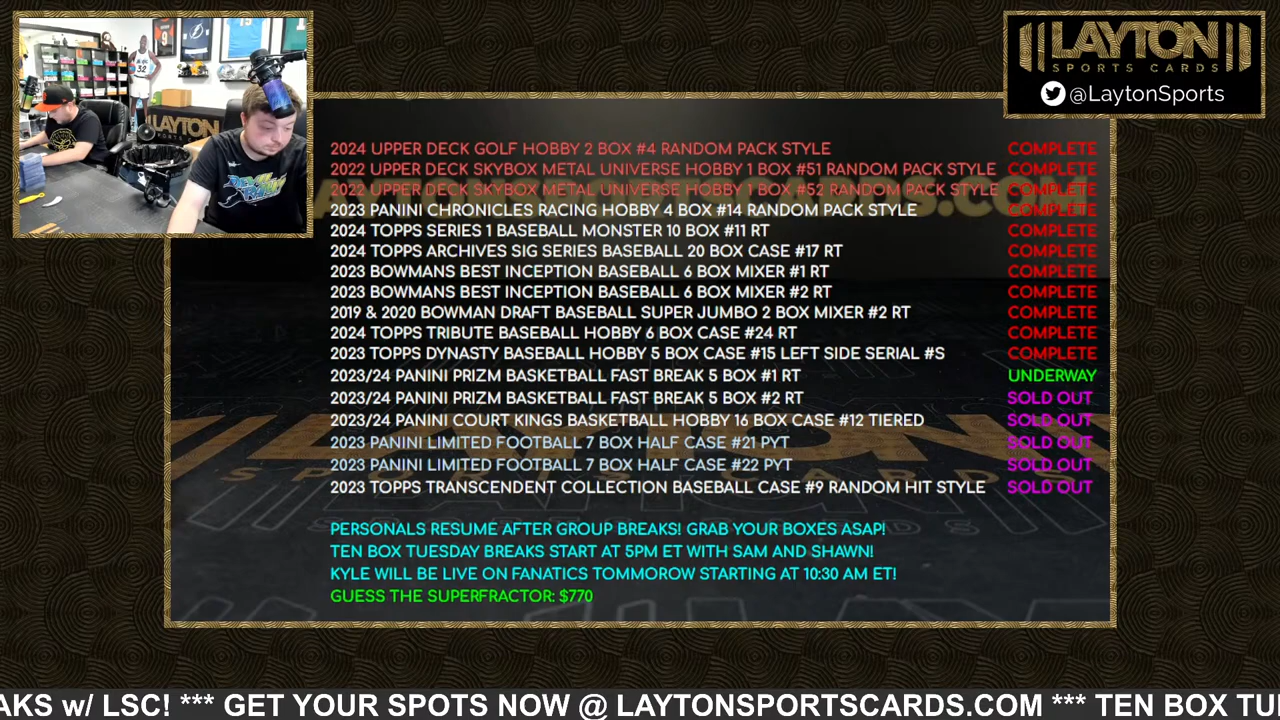 LAYTON
SPORTS CARDS
@LaytonSports
2024 UPPER DECK GOLF HOBBY 2 BOX #4 RANDOM PACK STYLE COMPLETE
2022 UPPER DECK SKYBOX METAL UNIVERSE HOBBY 1 BOX #51 RANDOM PACK STYLE COMPLETE
2022 UPPER DECK SKYBOX METAL UNIVERSE HOBBY 1 BOX #52 RANDOM PACK STYLE COMPLETE
2023 PANINI CHRONICLES RACING HOBBY 4 BOX #14 RANDOM PACK STYLE COMPLETE
2024 TOPPS SERIES 1 BASEBALL MONSTER 10 BOX #11 RT COMPLETE
2024 TOPPS ARCHIVES SIG SERIES BASEBALL 20 BOX CASE #17 RT COMPLETE
2023 BOWMANS BEST INCEPTION BASEBALL 6 BOX MIXER #1 RT COMPLETE
2023 BOWMANS BEST INCEPTION BASEBALL 6 BOX MIXER #2 RT COMPLETE
2019 & 2020 BOWMAN DRAFT BASEBALL SUPER JUMBO 2 BOX MIXER #2 RT COMPLETE
2024 TOPPS TRIBUTE BASEBALL HOBBY 6 BOX CASE #24 RT COMPLETE
2023 TOPPS DYNASTY BASEBALL HOBBY 5 BOX CASE #15 LEFT SIDE SERIAL #S COMPLETE
2023/24 PANINI PRIZM BASKETBALL FAST BREAK 5 BOX #1 RT UNDERWAY
2023/24 PANINI PRIZM BASKETBALL FAST BREAK 5 BOX #2 RT SOLD OUT
2023/24 PANINI COURT KINGS BASKETBALL HOBBY 16 BOX CASE #12 TIERED SOLD OUT
2023 PANINI LIMITED FOOTBALL 7 BOX HALF CASE #21 PYT SOLD OUT
2023 PANINI LIMITED FOOTBALL 7 BOX HALF CASE #22 PYT SOLD OUT
2023 TOPPS TRANSCENDENT COLLECTION BASEBALL CASE #9 RANDOM HIT STYLE SOLD OUT
PERSONALS RESUME AFTER GROUP BREAKS! GRAB YOUR BOXES ASAP!
TEN BOX TUESDAY BREAKS START AT 5PM ET WITH SAM AND SHAWN!
KYLE WILL BE LIVE ON FANATICS TOMMOROW STARTING AT 10:30 AM ET!
GUESS THE SUPERFRACTOR: $770
AKS w/ LSC! *** GET YOUR SPOTS NOW @ LAYTONSPORTSCARDS.COM *** TEN BOX TU